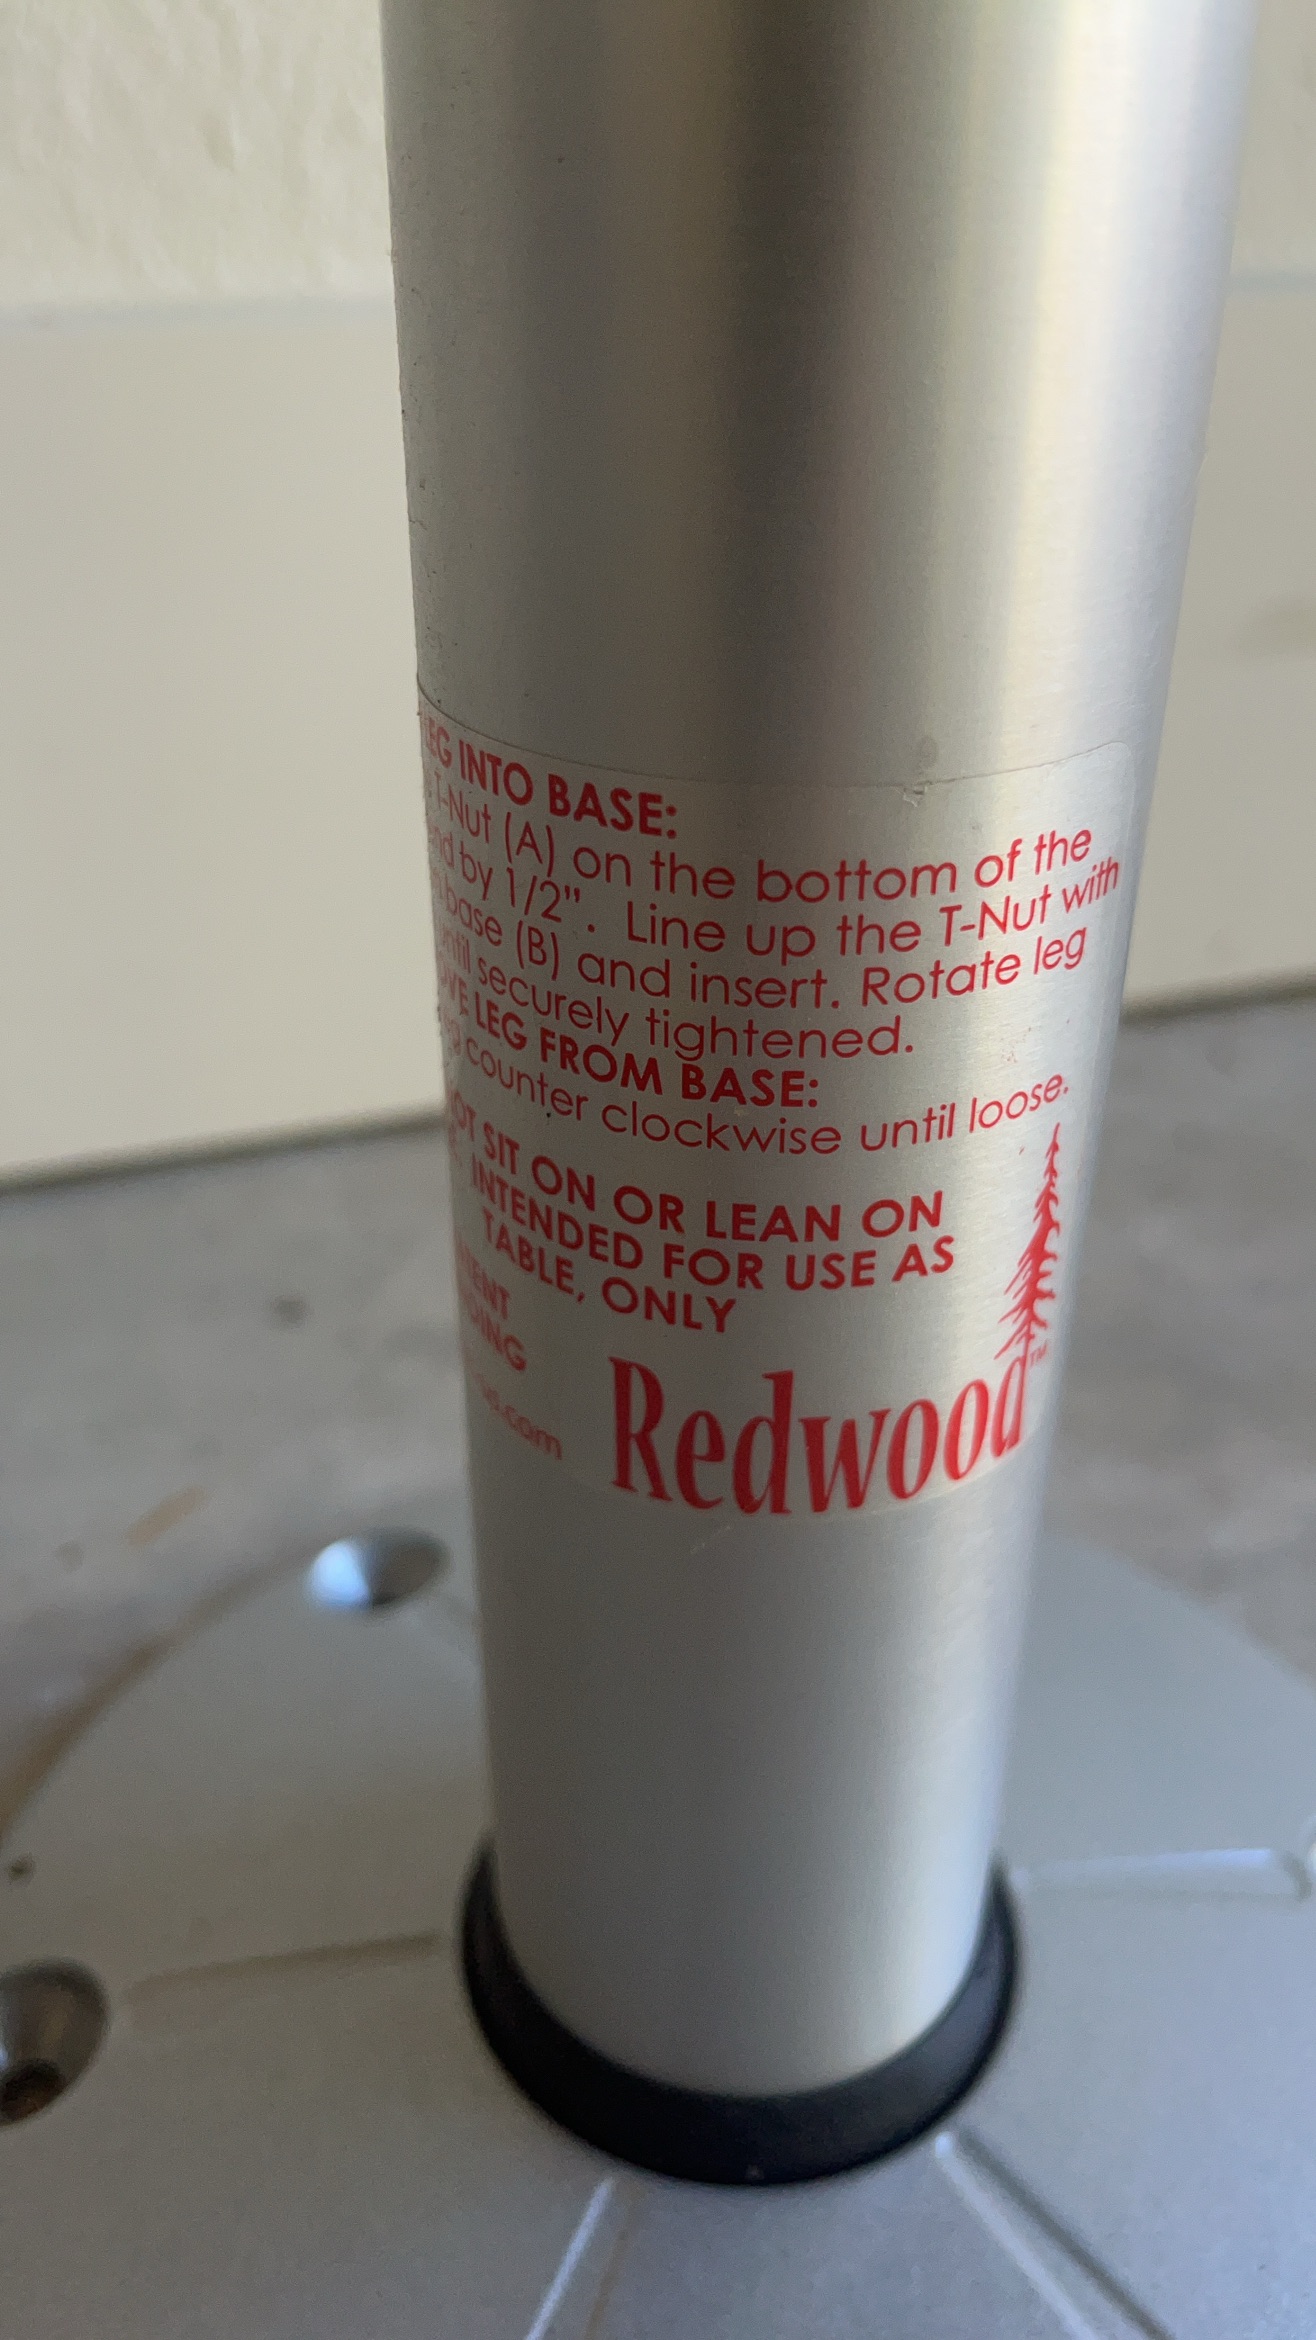 LEG INTO BASE:
T-Nut (A) on the bottom of the
by 1/2". Line up the T-Nut with
base (B) and insert. Rotate leg
securely tightened.
LEG FROM BASE:
counter clockwise until loose.
SIT ON OR LEAN ON
INTENDED FOR USE AS
TABLE, ONLY
Redwood™